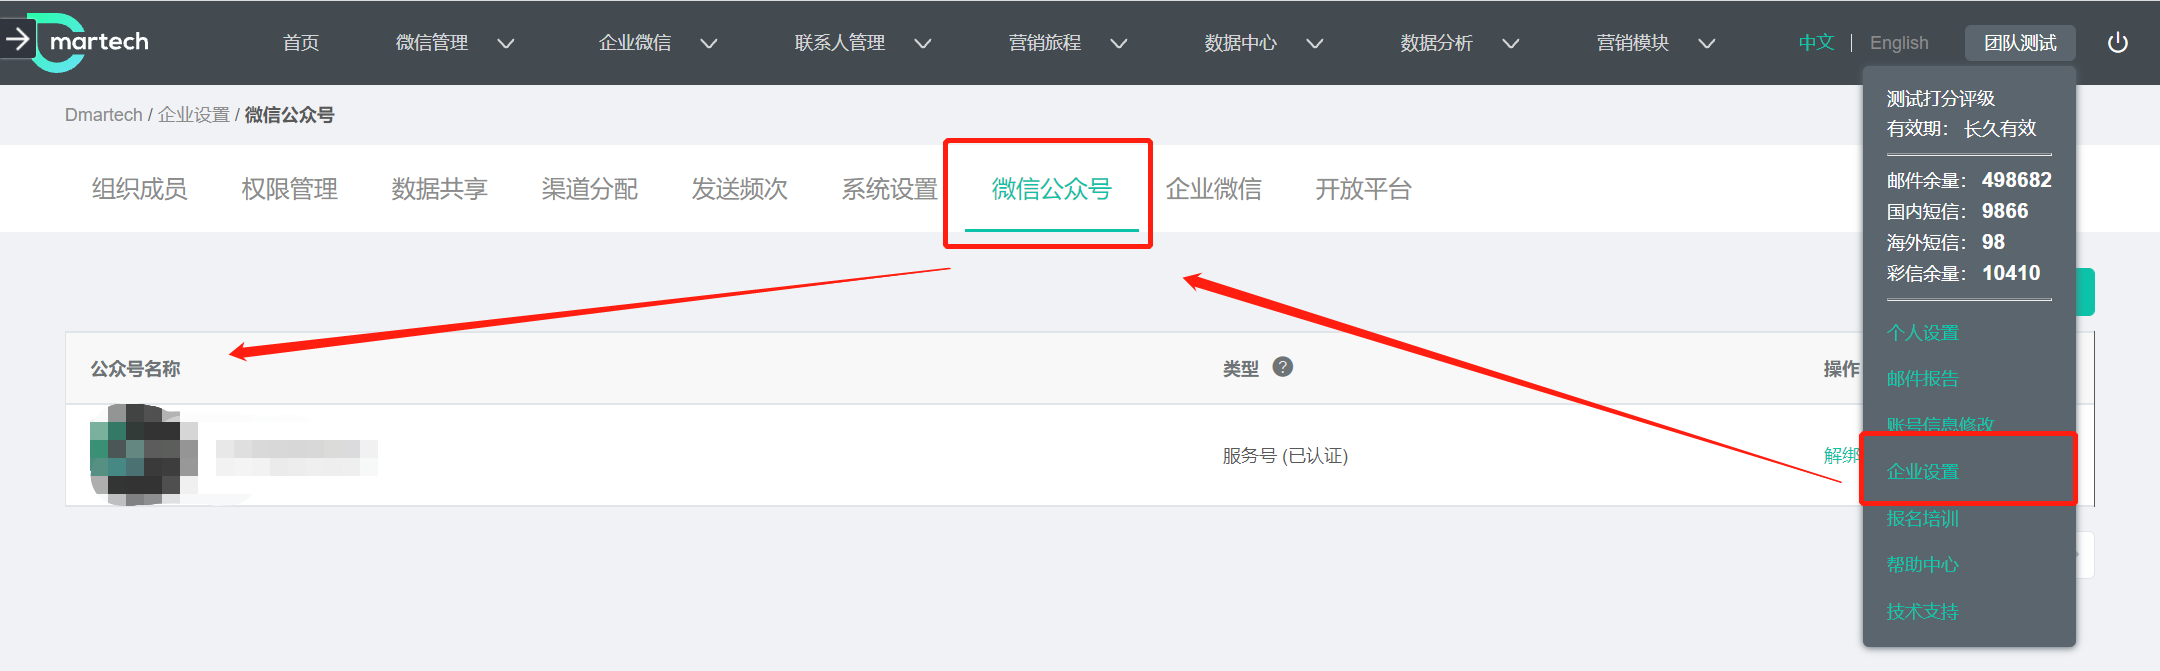 martech
首页
微信管理
企业微信
联系人管理
营销旅程
数据中心
数据分析
营销模块
中文 | English
团队测试
Dmartech / 企业设置 / 微信公众号
组织成员
权限管理
数据共享
渠道分配
发送频次
系统设置
微信公众号
企业微信
开放平台
公众号名称
类型 ?
操作
服务号 (已认证)
解绑
测试打分评级
有效期: 长久有效
邮件余量: 498682
国内短信: 9866
海外短信: 98
彩信余量: 10410
个人设置
邮件报告
账号信息修改
企业设置
报名培训
帮助中心
技术支持